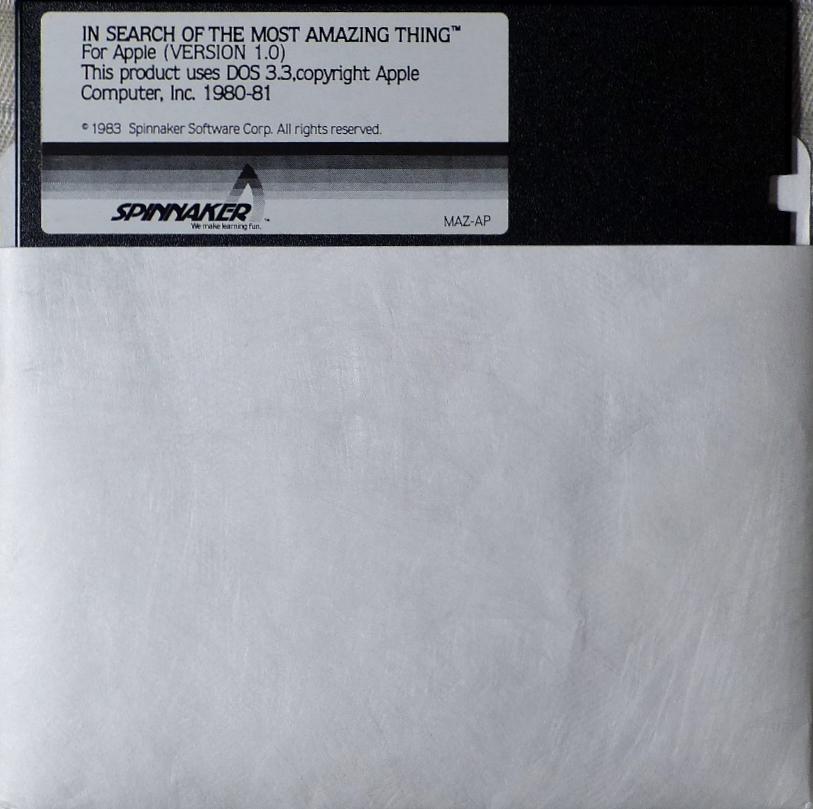 IN SEARCH OF THE MOST AMAZING THING™
For Apple (VERSION 1.0)
This product uses DOS 3.3,copyright Apple
Computer, Inc. 1980-81
© 1983 Spinnaker Software Corp. All rights reserved.
SPINNAKER™
We make learning fun.
MAZ-AP